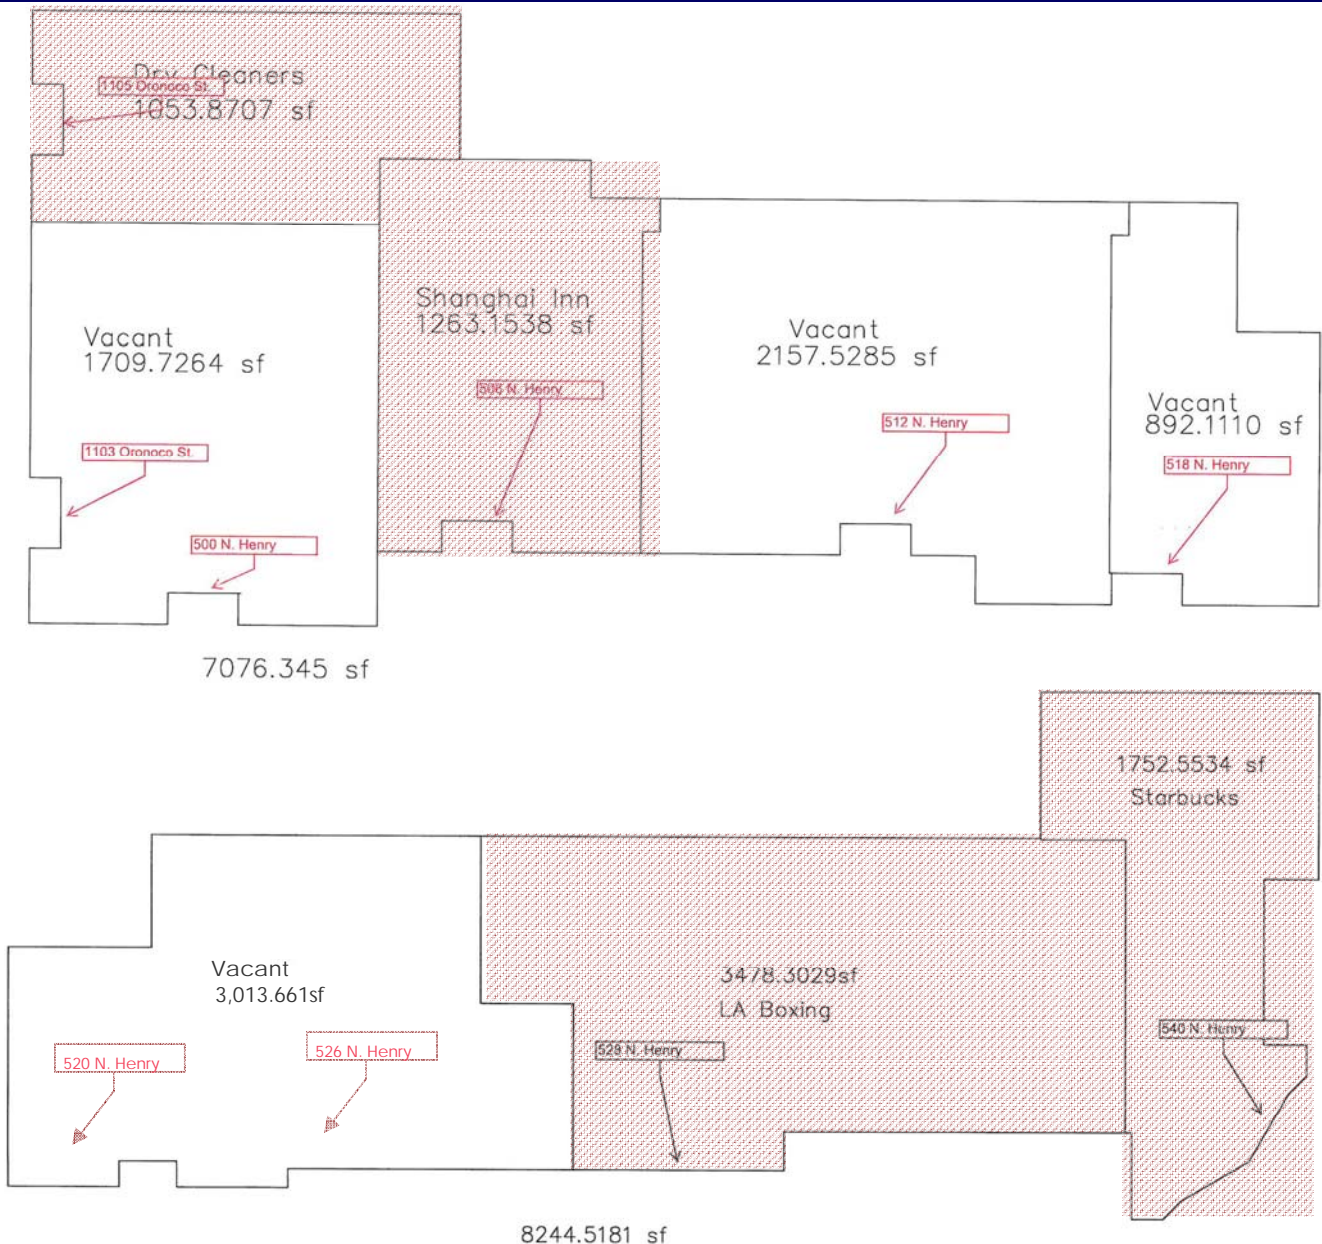 Dry Cleaners
1105 Oronoco St.
1053.8707 sf
Shanghai Inn
1263.1538 sf
Vacant
1709.7264 sf
Vacant
2157.5285 sf
506 N. Henry
Vacant
892.1110 sf
512 N. Henry
1103 Oronoco St.
518 N. Henry
500 N. Henry
7076.345 sf
1752.5534 sf
Starbucks
Vacant
3,013.661sf
3478.3029sf
LA Boxing
540 N. Henry
526 N. Henry
528 N. Henry
520 N. Henry
8244.5181 sf